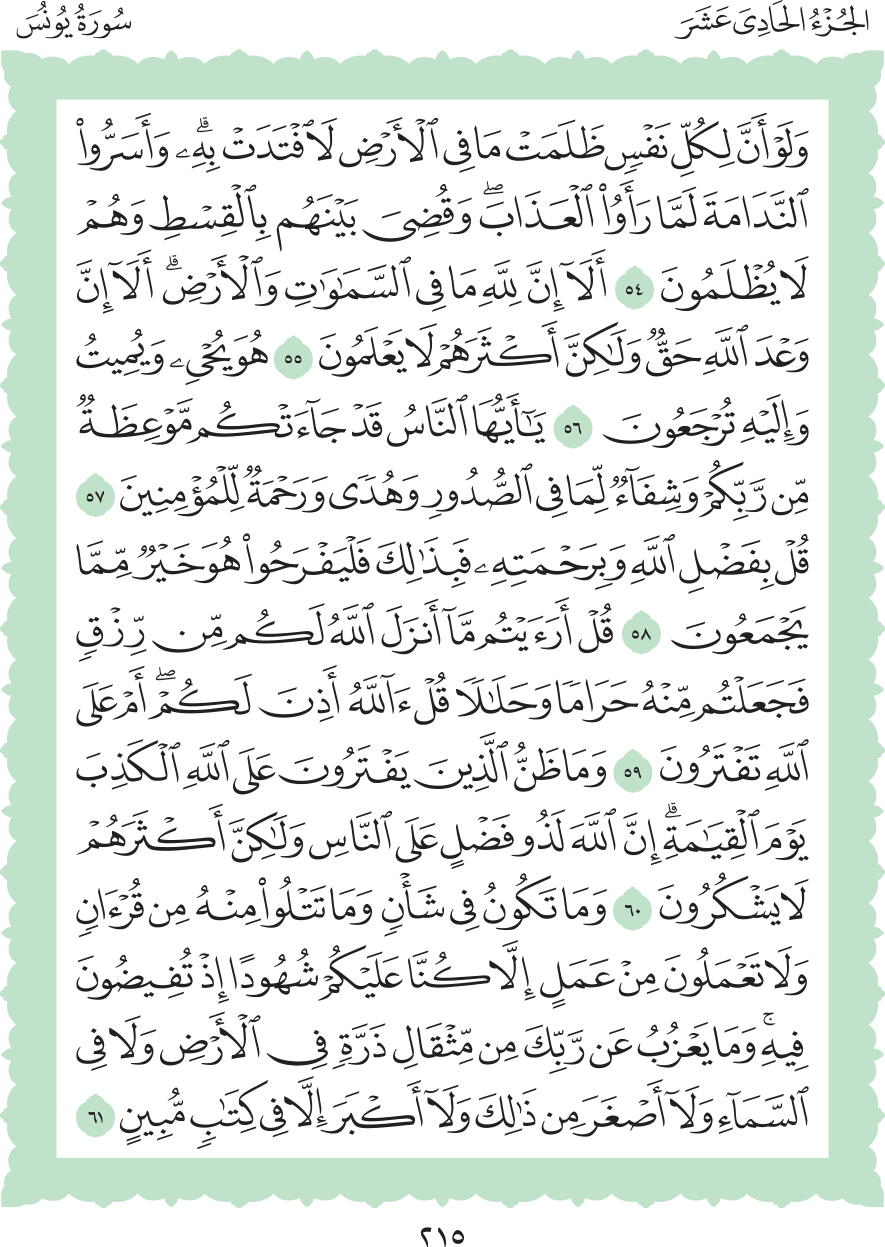 الجُزْءُ الحَادِىَ عَشَرَ
سُورَةُ يُونُسَ
وَلَوْ أَنَّ لِكُلِّ نَفْسٍ ظَلَمَتْ مَا فِى ٱلْأَرْضِ لَٱفْتَدَتْ بِهِۦۗ وَأَسَرُّوا۟
ٱلنَّدَامَةَ لَمَّا رَأَوُا۟ ٱلْعَذَابَۖ وَقُضِىَ بَيْنَهُم بِٱلْقِسْطِ وَهُمْ
لَا يُظْلَمُونَ ٥٤ أَلَآ إِنَّ لِلَّهِ مَا فِى ٱلسَّمَٰوَٰتِ وَٱلْأَرْضِۗ أَلَآ إِنَّ
وَعْدَ ٱللَّهِ حَقٌّ وَلَٰكِنَّ أَكْثَرَهُمْ لَا يَعْلَمُونَ ٥٥ هُوَ يُحْىِۦ وَيُمِيتُ
وَإِلَيْهِ تُرْجَعُونَ ٥٦ يَٰٓأَيُّهَا ٱلنَّاسُ قَدْ جَآءَتْكُم مَّوْعِظَةٌ
مِّن رَّبِّكُمْ وَشِفَآءٌ لِّمَا فِى ٱلصُّدُورِ وَهُدًى وَرَحْمَةٌ لِّلْمُؤْمِنِينَ ٥٧
قُلْ بِفَضْلِ ٱللَّهِ وَبِرَحْمَتِهِۦ فَبِذَٰلِكَ فَلْيَفْرَحُوا۟ هُوَ خَيْرٌ مِّمَّا
يَجْمَعُونَ ٥٨ قُلْ أَرَءَيْتُم مَّآ أَنزَلَ ٱللَّهُ لَكُم مِّن رِّزْقٍ
فَجَعَلْتُم مِّنْهُ حَرَامًا وَحَلَٰلًا قُلْ ءَآللَّهُ أَذِنَ لَكُمْۖ أَمْ عَلَى
ٱللَّهِ تَفْتَرُونَ ٥٩ وَمَا ظَنُّ ٱلَّذِينَ يَفْتَرُونَ عَلَى ٱللَّهِ ٱلْكَذِبَ
يَوْمَ ٱلْقِيَٰمَةِۗ إِنَّ ٱللَّهَ لَذُو فَضْلٍ عَلَى ٱلنَّاسِ وَلَٰكِنَّ أَكْثَرَهُمْ
لَا يَشْكُرُونَ ٦٠ وَمَا تَكُونُ فِى شَأْنٍ وَمَا تَتْلُوا۟ مِنْهُ مِن قُرْءَانٍ
وَلَا تَعْمَلُونَ مِنْ عَمَلٍ إِلَّا كُنَّا عَلَيْكُمْ شُهُودًا إِذْ تُفِيضُونَ
فِيهِۚ وَمَا يَعْزُبُ عَن رَّبِّكَ مِن مِّثْقَالِ ذَرَّةٍ فِى ٱلْأَرْضِ وَلَا فِى
ٱلسَّمَآءِ وَلَآ أَصْغَرَ مِن ذَٰلِكَ وَلَآ أَكْبَرَ إِلَّا فِى كِتَٰبٍ مُّبِينٍ ٦١
٢١٥